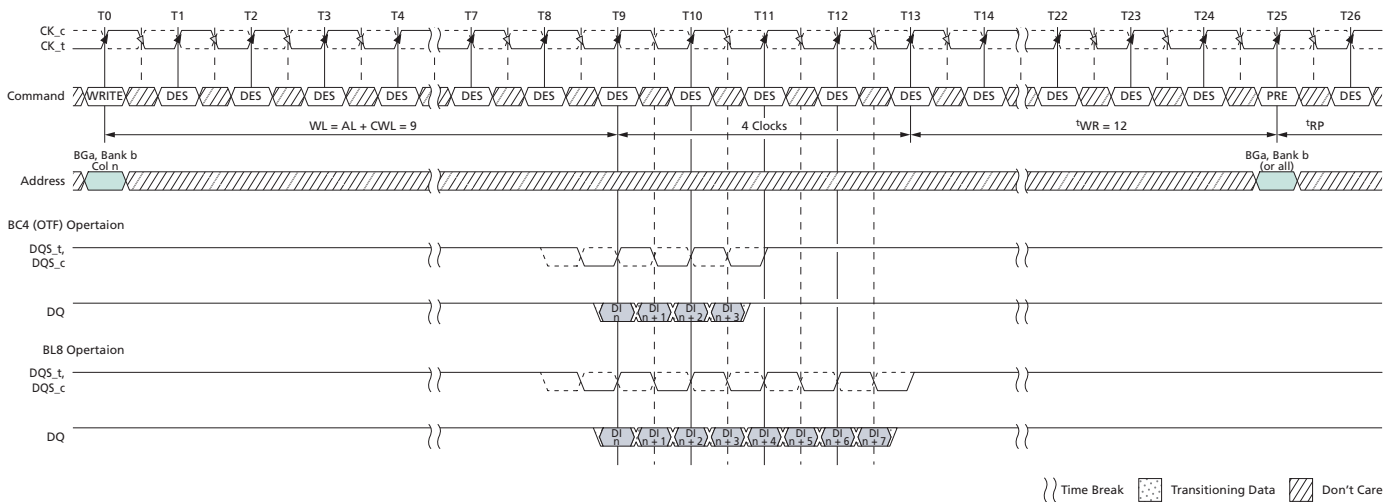 T0 T1 T2 T3 T4 T7 T8 T9 T10 T11 T12 T13 T14 T22 T23 T24 T25 T26
CK_c
CK_t
Command WRITE DES DES DES DES DES DES DES DES DES DES DES DES DES DES DES PRE DES
WL = AL + CWL = 9 4 Clocks tWR = 12 tRP
BGa, Bank b
Col n
BGa, Bank b
(or all)
Address
BC4 (OTF) Opertaion
DQS_t,
DQS_c
DQ
DI n DI n + 1 DI n + 2 DI n + 3
BL8 Opertaion
DQS_t,
DQS_c
DQ
DI n DI n + 1 DI n + 2 DI n + 3 DI n + 4 DI n + 5 DI n + 6 DI n + 7
Time Break Transitioning Data Don't Care